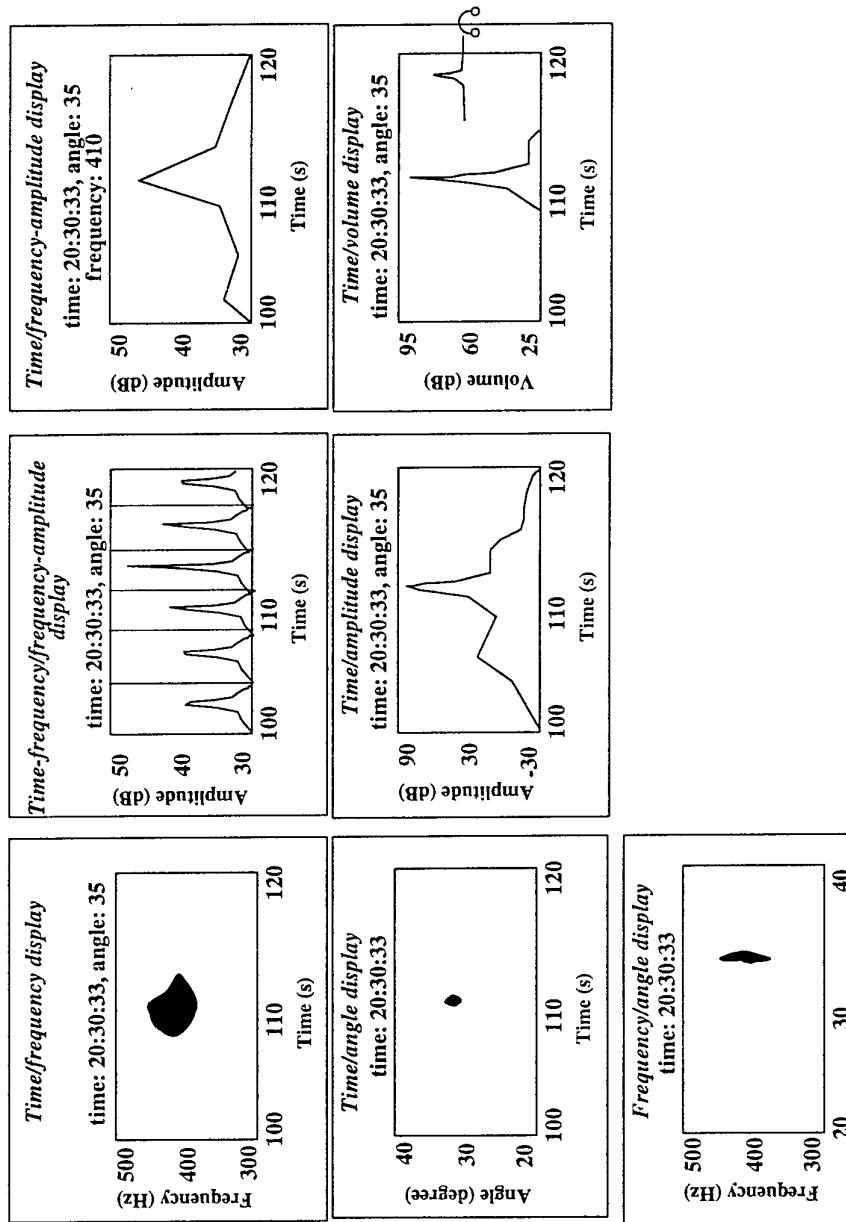 Time/frequency display
time: 20:30:33, angle: 35
500
400
300
Frequency (Hz)
100
110
120
Time (s)
Time-frequency/frequency-amplitude
display
time: 20:30:33, angle: 35
50
40
30
Amplitude (dB)
100
110
120
Time (s)
Time/frequency-amplitude display
time: 20:30:33, angle: 35
frequency: 410
50
40
30
Amplitude (dB)
100
110
120
Time (s)
Time/angle display
time: 20:30:33
40
30
20
Angle (degree)
100
110
120
Time (s)
Time/amplitude display
time: 20:30:33, angle: 35
90
30
-30
Amplitude (dB)
100
110
120
Time (s)
Time/volume display
time: 20:30:33, angle: 35
95
60
25
Volume (dB)
100
110
120
Time (s)
Frequency/angle display
time: 20:30:33
500
400
300
Frequency (Hz)
20
30
40